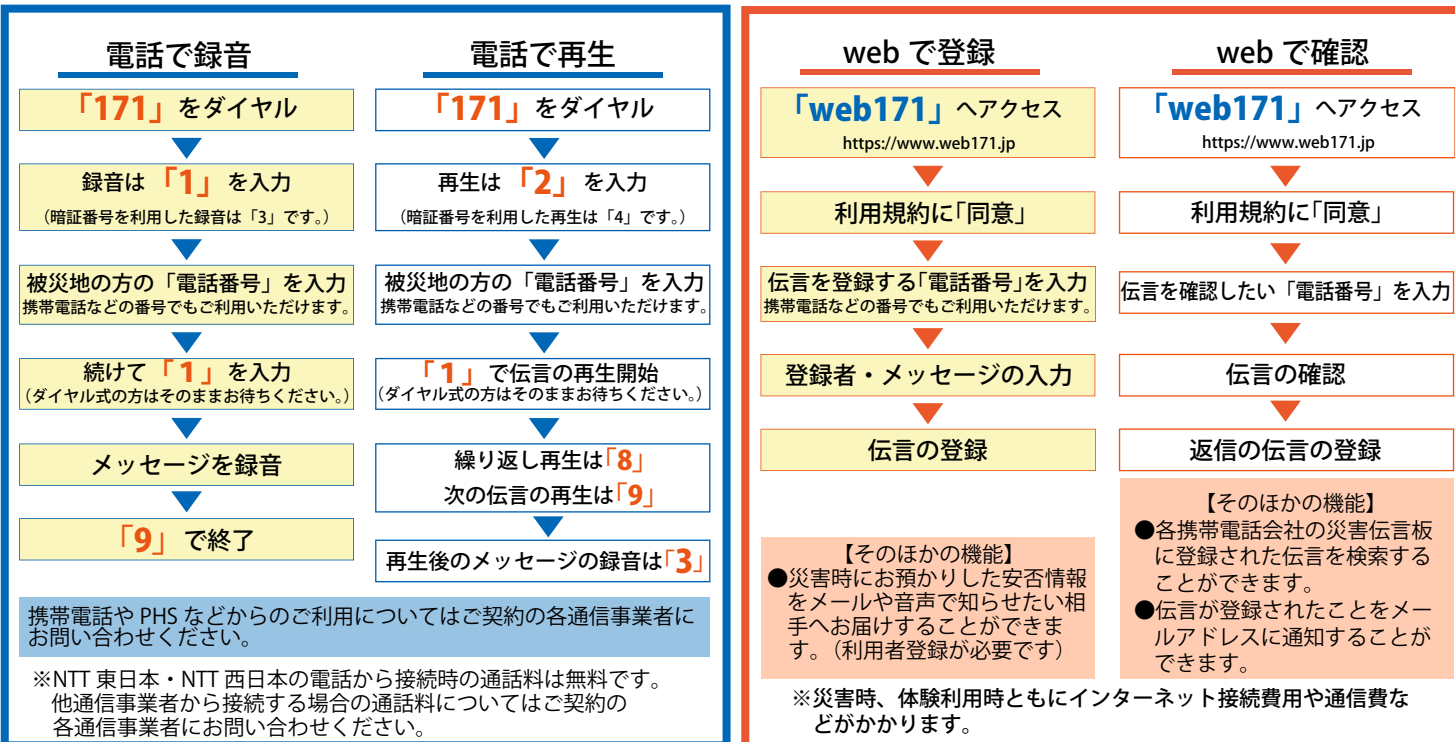 電話で録音
「171」をダイヤル
録音は「1」を入力
（暗証番号を利用した録音は「3」です。）
被災地の方の「電話番号」を入力
携帯電話などの番号でもご利用いただけます。
続けて「1」を入力
（ダイヤル式の方はそのままお待ちください。）
メッセージを録音
「9」で終了
電話で再生
「171」をダイヤル
再生は「2」を入力
（暗証番号を利用した再生は「4」です。）
被災地の方の「電話番号」を入力
携帯電話などの番号でもご利用いただけます。
「1」で伝言の再生開始
（ダイヤル式の方はそのままお待ちください。）
繰り返し再生は「8」
次の伝言の再生は「9」
再生後のメッセージの録音は「3」
携帯電話や PHS などからのご利用についてはご契約の各通信事業者に
お問い合わせください。
※NTT 東日本・NTT 西日本の電話から接続時の通話料は無料です。
他通信事業者から接続する場合の通話料についてはご契約の
各通信事業者にお問い合わせください。
web で登録
「web171」へアクセス
https://www.web171.jp
利用規約に「同意」
伝言を登録する「電話番号」を入力
携帯電話などの番号でもご利用いただけます。
登録者・メッセージの入力
伝言の登録
【そのほかの機能】
●災害時にお預かりした安否情報
をメールや音声で知らせたい相
手へお届けすることができま
す。（利用者登録が必要です）
web で確認
「web171」へアクセス
https://www.web171.jp
利用規約に「同意」
伝言を確認したい「電話番号」を入力
伝言の確認
返信の伝言の登録
【そのほかの機能】
●各携帯電話会社の災害伝言板
に登録された伝言を検索する
ことができます。
●伝言が登録されたことをメー
ルアドレスに通知することが
できます。
※災害時、体験利用時ともにインターネット接続費用や通信費な
どがかかります。